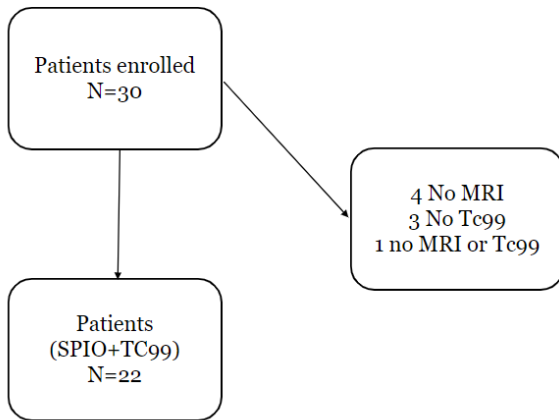 Patients enrolled
N=30
4 No MRI
3 No Tc99
1 no MRI or Tc99
Patients
(SPIO+TC99)
N=22